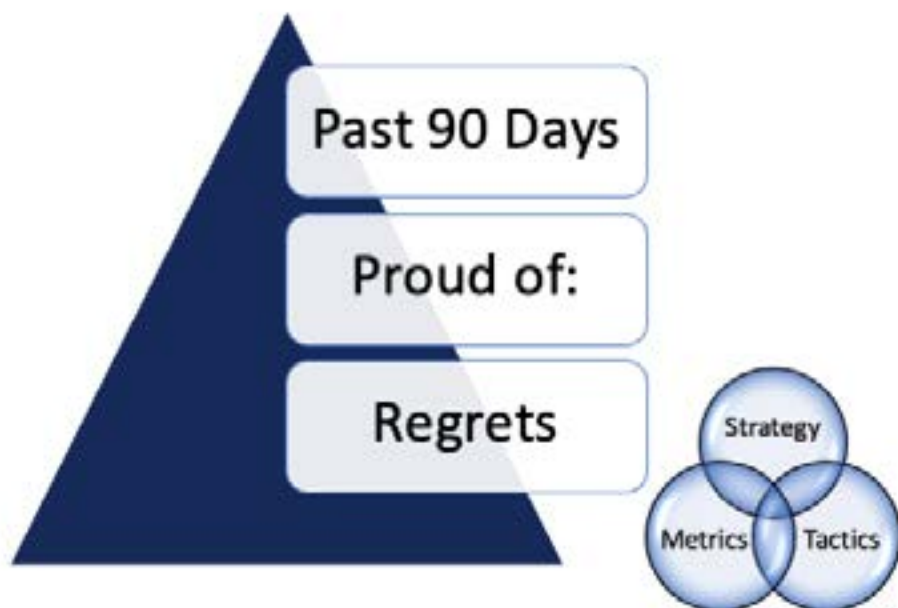 Past 90 Days
Proud of:
Regrets
Strategy
Metrics
Tactics